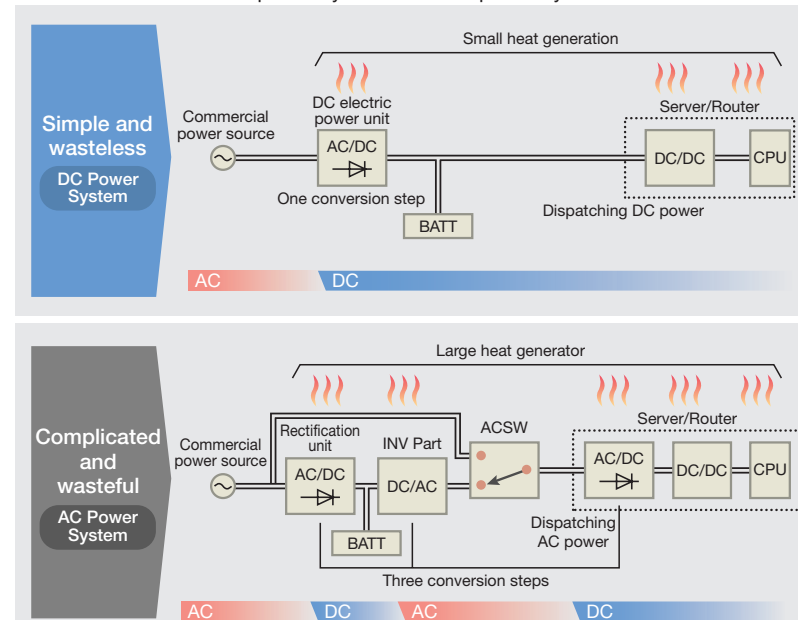 Small heat generation
DC electric
power unit
Server/Router
Commercial
power source
Simple and
wasteless
DC Power
System
AC/DC
DC/DC
CPU
One conversion step
BATT
Dispatching DC power
AC
DC
Large heat generator
Server/Router
ACSW
Rectification
unit
INV Part
Commercial
power source
Complicated
and
wasteful
AC Power
System
AC/DC
DC/AC
AC/DC
DC/DC
CPU
BATT
Dispatching
AC power
Three conversion steps
AC
DC
AC
DC